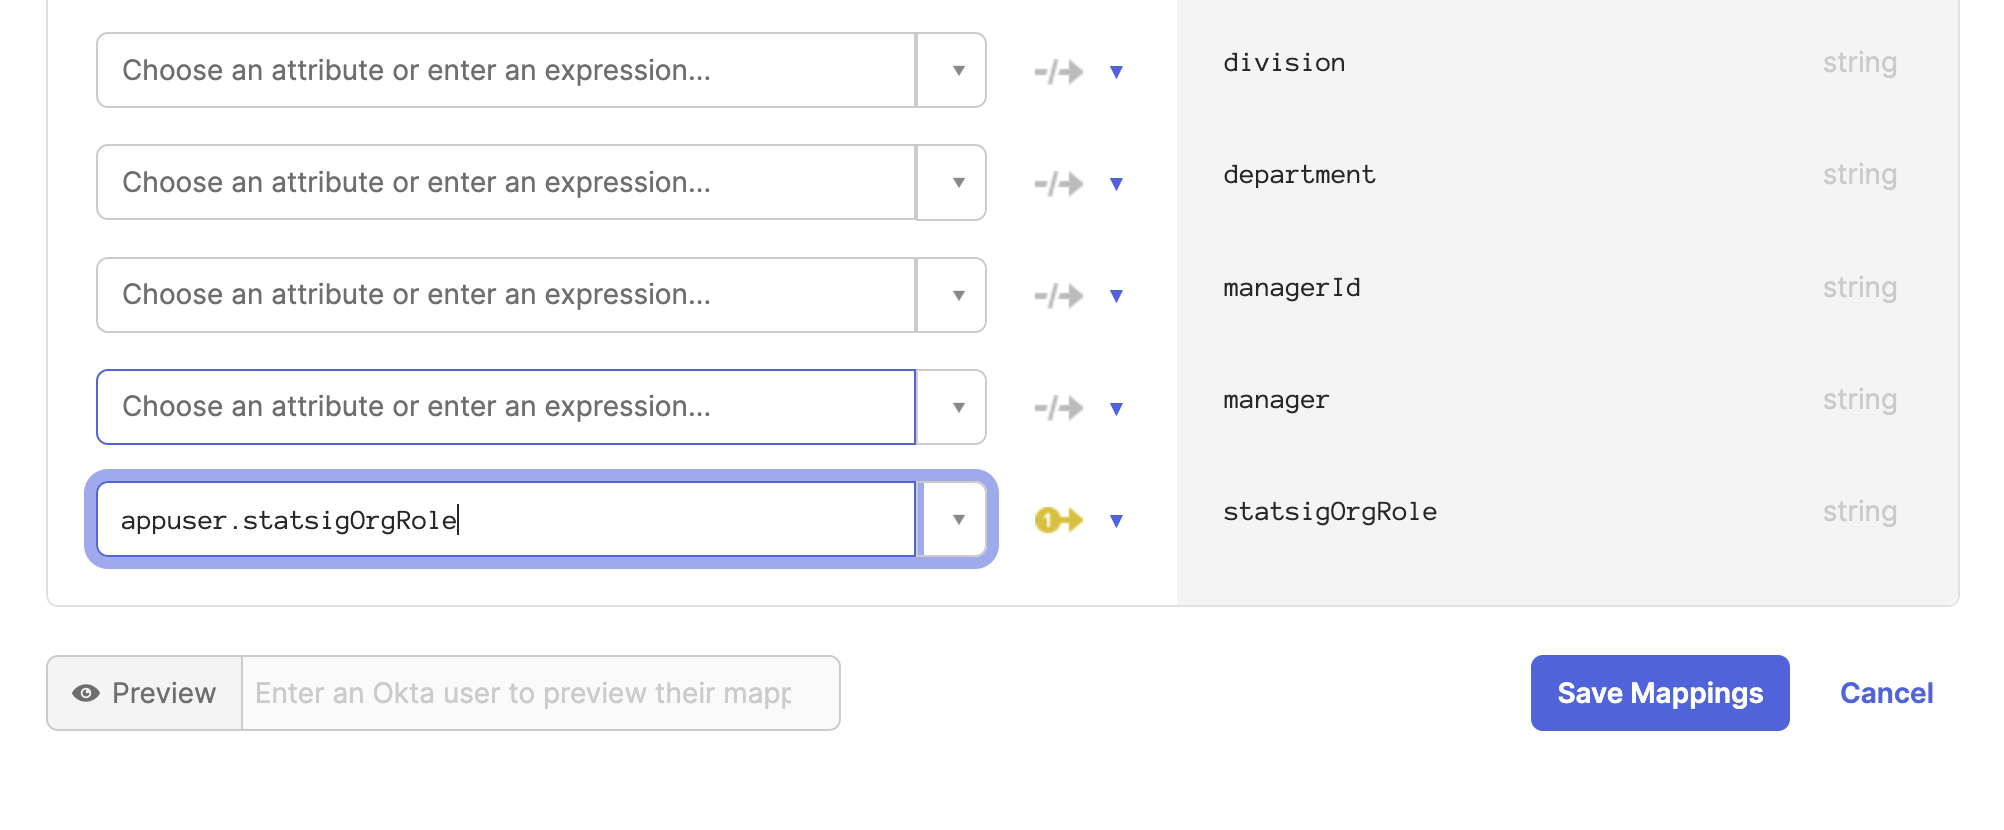 Choose an attribute or enter an expression... division string
Choose an attribute or enter an expression... department string
Choose an attribute or enter an expression... managerId string
Choose an attribute or enter an expression... manager string
appuser.statsigOrgRole 1 statsigOrgRole string
Preview Enter an Okta user to preview their mapp Save Mappings Cancel